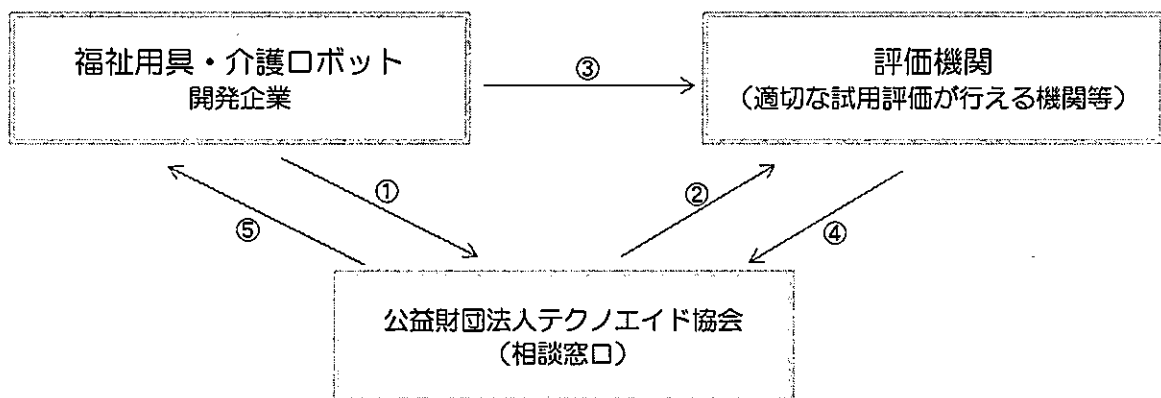 福祉用具・介護ロボット
開発企業
③
評価機関
（適切な試用評価が行える機関等）
①
②
⑤
④
公益財団法人テクノエイド協会
（相談窓口）